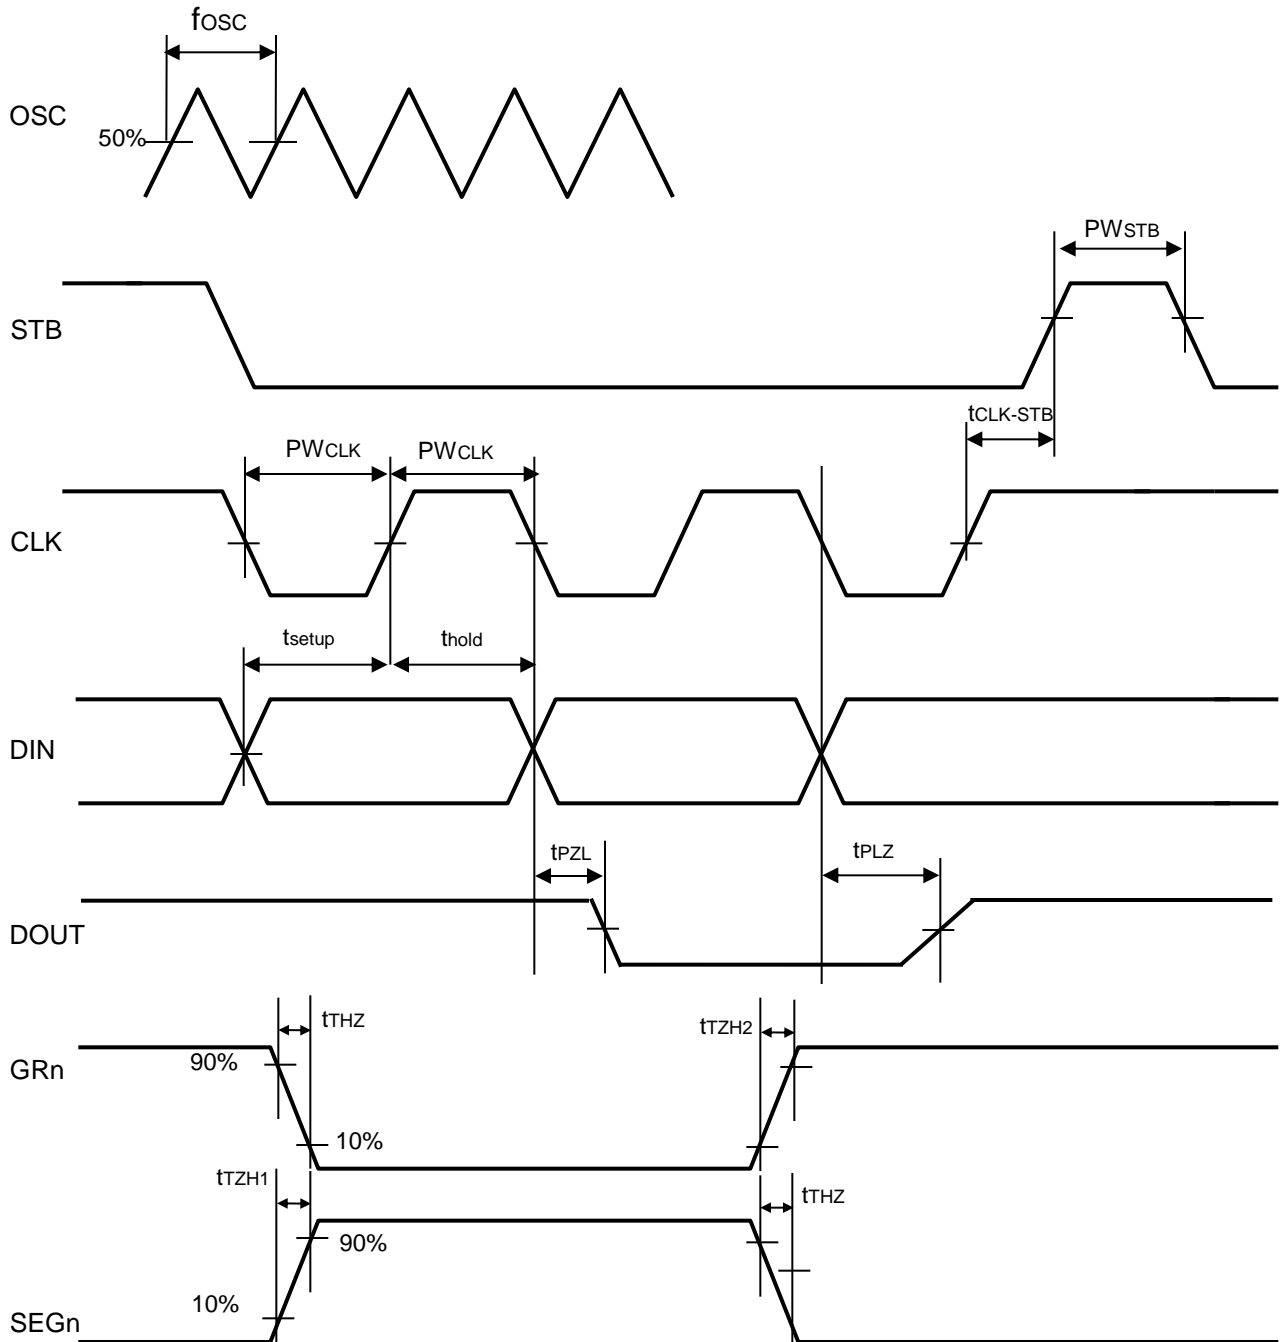 fOSC
OSC
50%
PWSTB
STB
tCLK-STB
PWCLK PWCLK
CLK
tsetup thold
DIN
tPZL tPLZ
DOUT
tTHZ tTZH2
GRn 90%
10%
tTZH1 tTHZ
90%
10%
SEGn